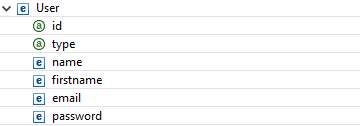 e User
a id
a type
e name
e firstname
e email
e password